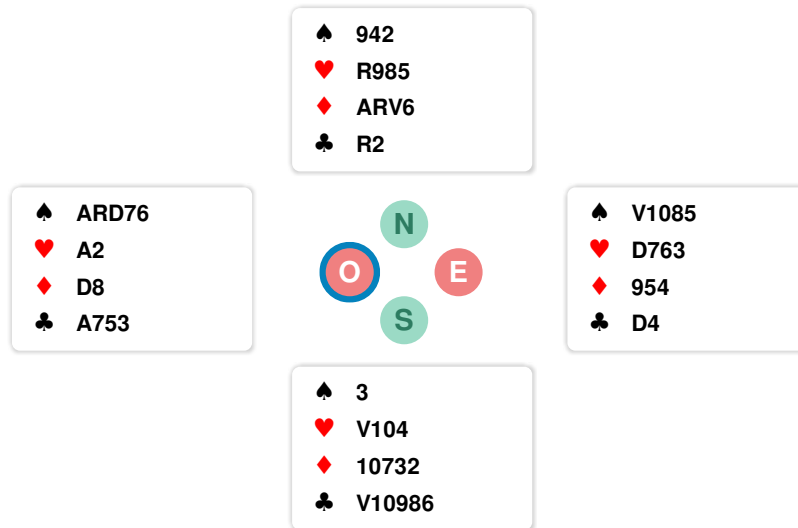 ♠ 942
♥ R985
♦ ARV6
♣ R2
♠ ARD76
♥ A2
♦ D8
♣ A753
N
O
E
S
♠ V1085
♥ D763
♦ 954
♣ D4
♠ 3
♥ V104
♦ 10732
♣ V10986